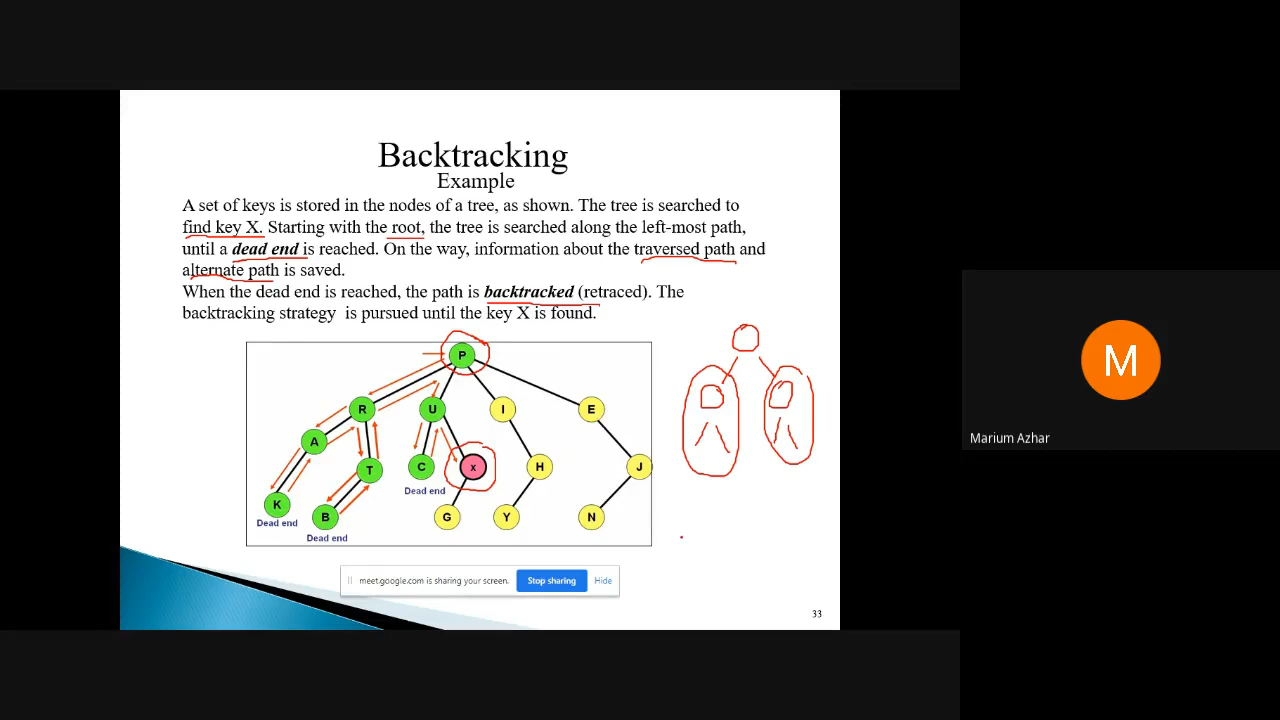 Backtracking
Example
A set of keys is stored in the nodes of a tree, as shown. The tree is searched to
find key X. Starting with the root, the tree is searched along the left-most path,
until a dead end is reached. On the way, information about the traversed path and
alternate path is saved.
When the dead end is reached, the path is backtracked (retraced). The
backtracking strategy is pursued until the key X is found.
P
R U I E
A T C x H J
K B G Y N
Dead end
Dead end
Dead end
meet.google.com is sharing your screen. Stop sharing Hide
33
M
Marium Azhar